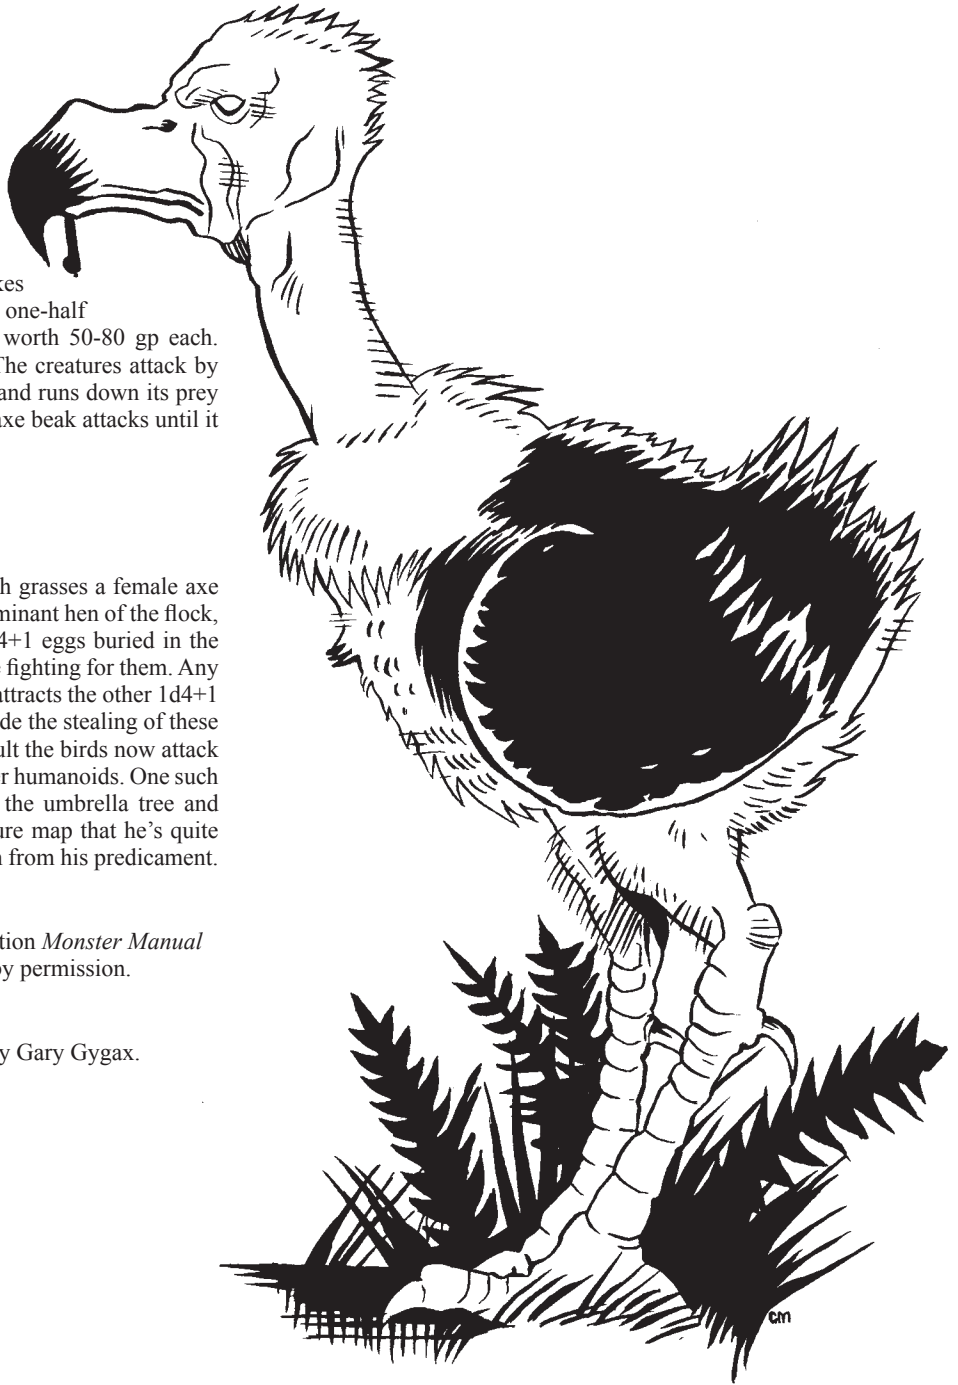 xes
one-half
worth 50-80 gp each.
The creatures attack by
and runs down its prey
axe beak attacks until it
h grasses a female axe
minant hen of the flock,
4+1 eggs buried in the
e fighting for them. Any
attracts the other 1d4+1
de the stealing of these
ult the birds now attack
er humanoids. One such
the umbrella tree and
ure map that he's quite
n from his predicament.
tion Monster Manual
by permission.
y Gary Gygax.
CM